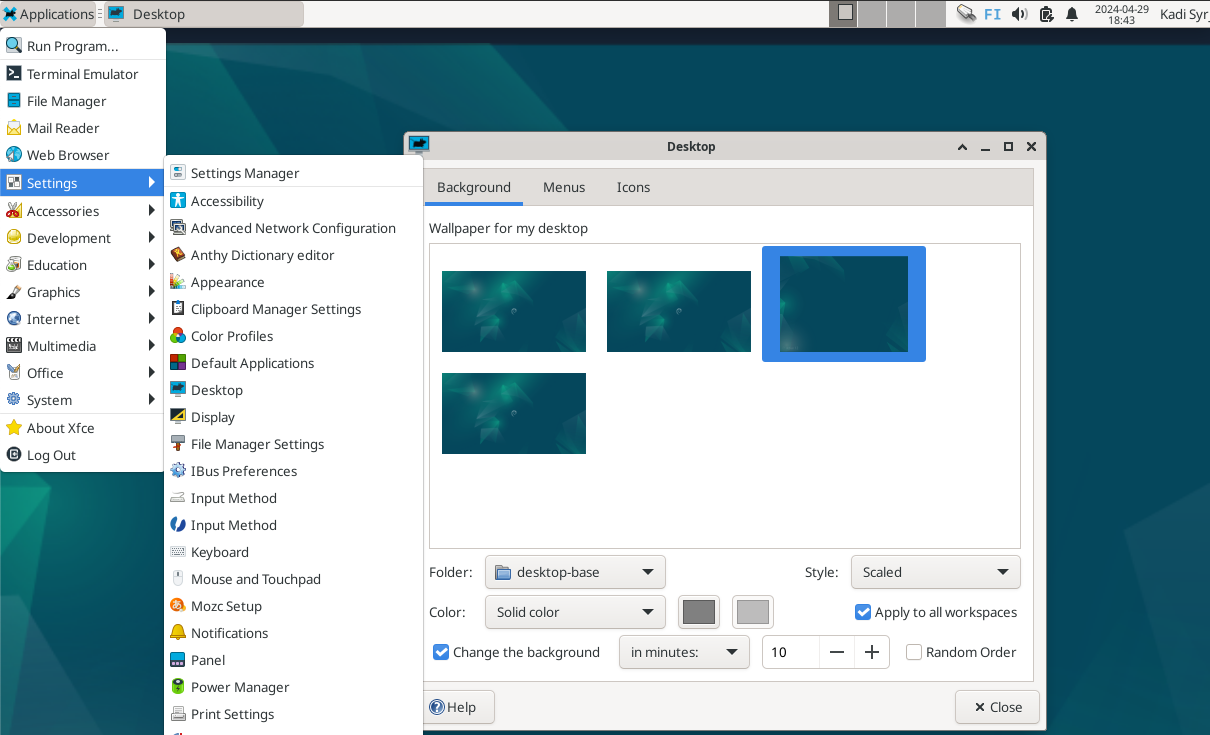 Applications
Desktop
FI
2024-04-29
18:43
Kadi Syr
Run Program...
Terminal Emulator
File Manager
Mail Reader
Web Browser
Settings
Accessories
Development
Education
Graphics
Internet
Multimedia
Office
System
About Xfce
Log Out
Settings Manager
Accessibility
Advanced Network Configuration
Anthy Dictionary editor
Appearance
Clipboard Manager Settings
Color Profiles
Default Applications
Desktop
Display
File Manager Settings
IBus Preferences
Input Method
Input Method
Keyboard
Mouse and Touchpad
Mozc Setup
Notifications
Panel
Power Manager
Print Settings
Desktop
Background Menus Icons
Wallpaper for my desktop
Folder: desktop-base Style: Scaled
Color: Solid color Apply to all workspaces
Change the background in minutes: 10 Random Order
Help Close